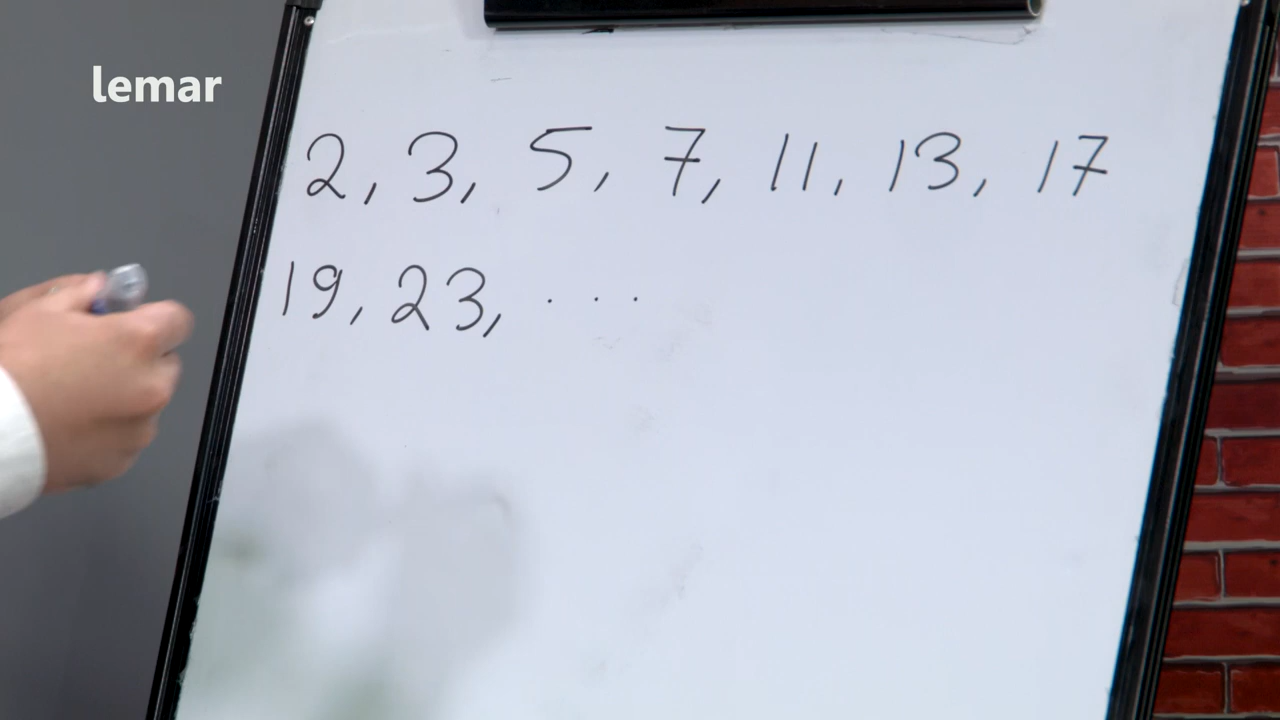 lemar
2, 3, 5, 7, 11, 13, 17
19, 23, ...